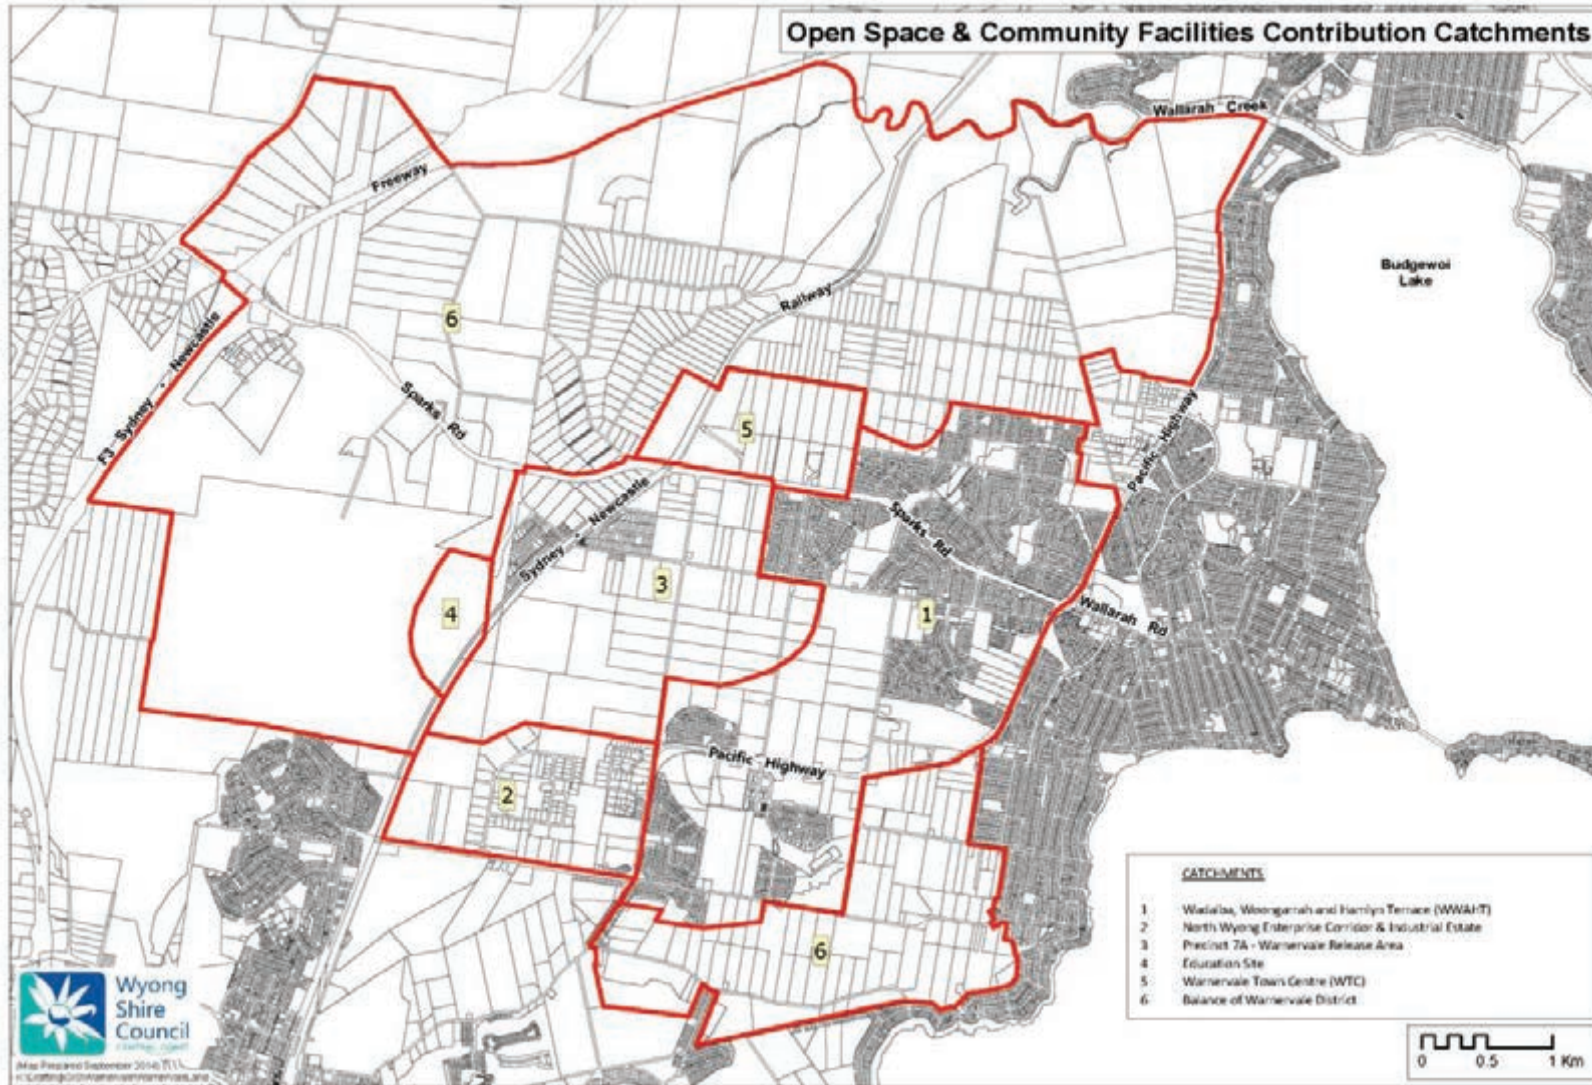 Open Space & Community Facilities Contribution Catchments
Wallarah Creek
Freeway
Budgewoi
Lake
Railway
6
F3 - Sydney - Newcastle
Sparks Rd
5
Pacific Highway
Sydney - Newcastle
Sparks Rd
3
4
1
Wallarah Rd
Pacific Highway
2
6
CATCHMENTS
1 Wadalba, Woongarrah and Hamlyn Terrace (WWAHT)
2 North Wyong Enterprise Corridor & Industrial Estate
3 Precinct 7A - Warnervale Release Area
4 Education Site
5 Warnervale Town Centre (WTC)
6 Balance of Warnervale District
Wyong
Shire
Council
(Map Prepared September 2014)
0 0.5 1 Km